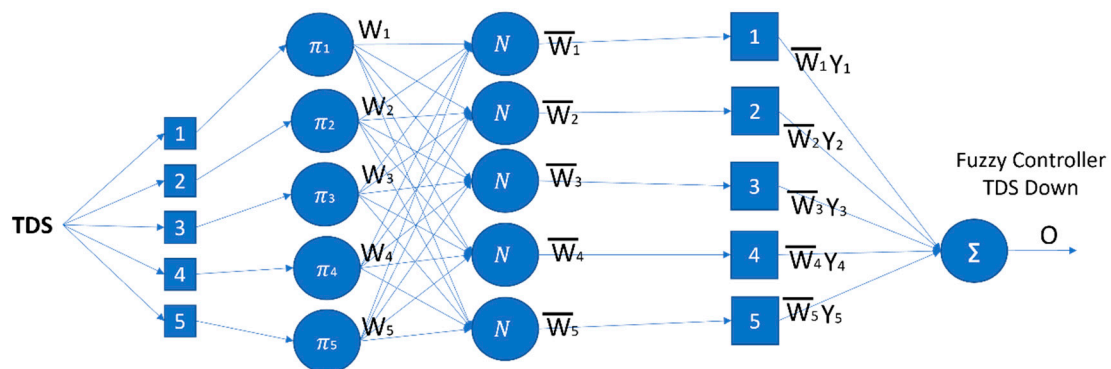 TDS
1
2
3
4
5
π₁
π₂
π₃
π₄
π₅
W₁
W₂
W₃
W₄
W₅
N
N
N
N
N
W̅₁
W̅₂
W̅₃
W̅₄
W̅₅
1
2
3
4
5
W̅₁Y₁
W̅₂Y₂
W̅₃Y₃
W̅₄Y₄
W̅₅Y₅
Fuzzy Controller
TDS Down
Σ
O